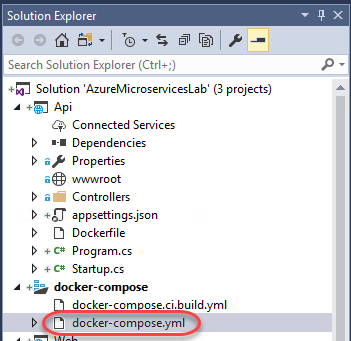 Solution Explorer
Search Solution Explorer (Ctrl+;)
Solution 'AzureMicroservicesLab' (3 projects)
Api
Connected Services
Dependencies
Properties
wwwroot
Controllers
appsettings.json
Dockerfile
C# Program.cs
C# Startup.cs
docker-compose
docker-compose.ci.build.yml
docker-compose.yml